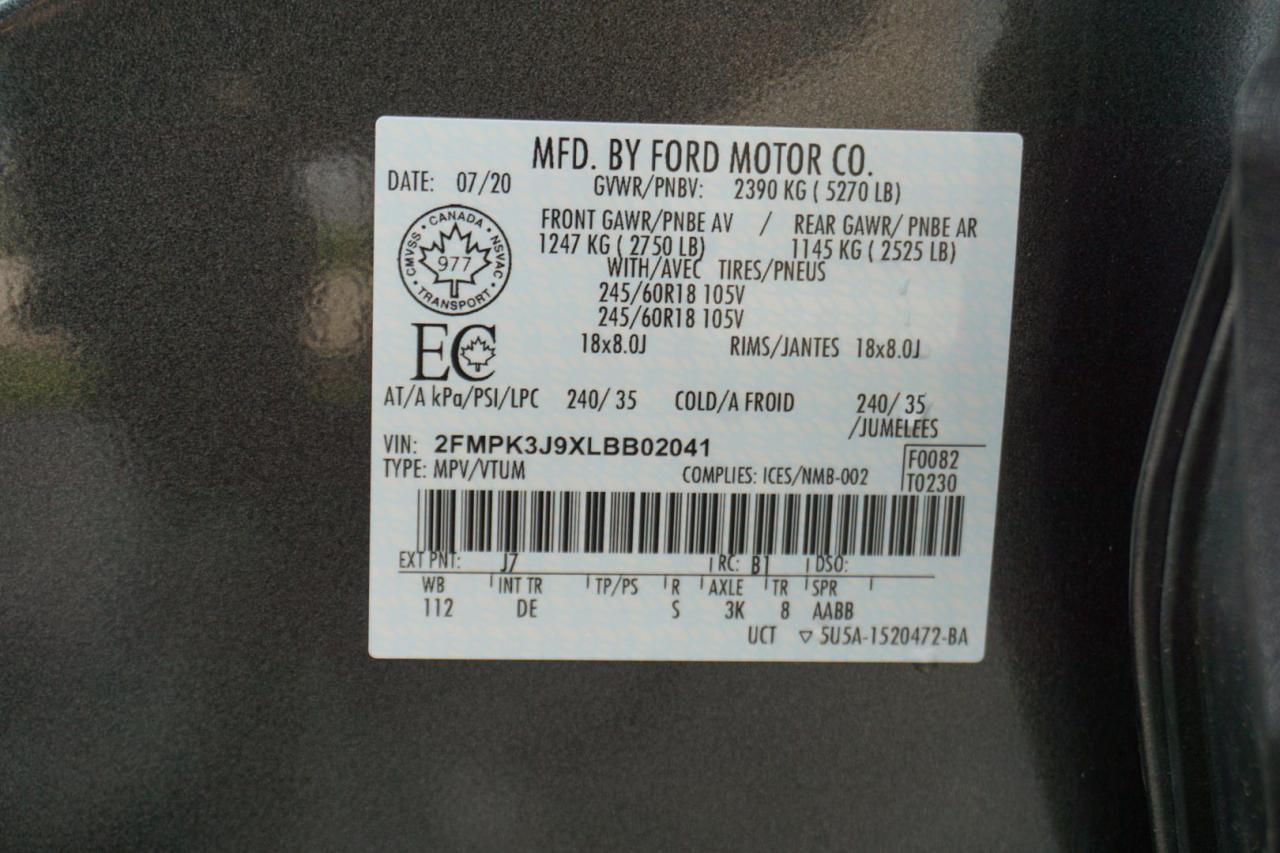 MFD. BY FORD MOTOR CO.
DATE: 07/20 GVWR/PNBV: 2390 KG ( 5270 LB)
FRONT GAWR/PNBE AV / REAR GAWR/ PNBE AR
1247 KG ( 2750 LB) 1145 KG ( 2525 LB)
WITH/AVEC TIRES/PNEUS
245/60R18 105V
245/60R18 105V
18x8.0J RIMS/JANTES 18x8.0J
CANADA
CMVSS NSVAC
977
TRANSPORT
EC
AT/A kPa/PSI/LPC 240/ 35 COLD/A FROID 240/ 35
/JUMELEES
VIN: 2FMPK3J9XLBB02041
TYPE: MPV/VTUM COMPLIES: ICES/NMB-002
F0082
T0230
EXT PNT: J7 RC: B1 DSO:
WB INT TR TP/PS R AXLE TR SPR
112 DE S 3K 8 AABB
UCT ▽ 5U5A-1520472-BA